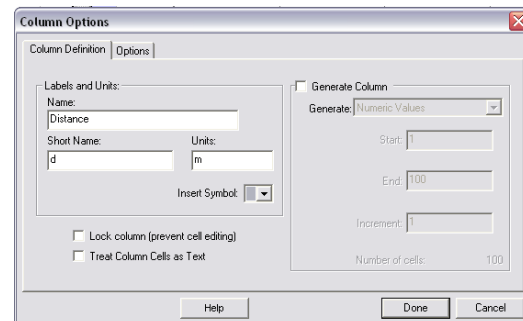 Column Options
Column Definition
Options
Labels and Units:
Name:
Distance
Short Name:
Units:
d
m
Insert Symbol:
Lock column (prevent cell editing)
Treat Column Cells as Text
Generate Column
Generate: Numeric Values
Start: 1
End: 100
Increment: 1
Number of cells: 100
Help
Done
Cancel